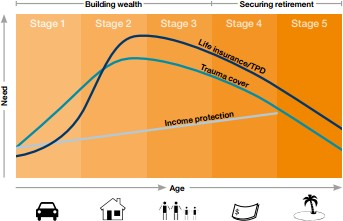 Building wealth
Securing retirement
Stage 1
Stage 2
Stage 3
Stage 4
Stage 5
Life insurance/TPD
Trauma cover
Income protection
Need
Age
$